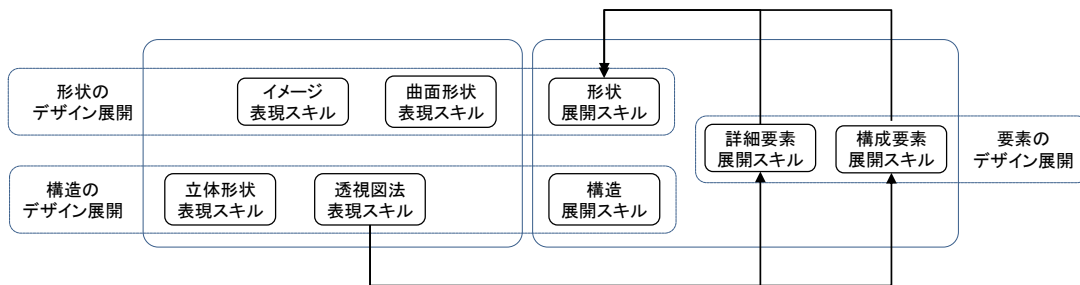 形状の
デザイン展開
イメージ
表現スキル
曲面形状
表現スキル
形状
展開スキル
詳細要素
展開スキル
構成要素
展開スキル
要素の
デザイン展開
構造の
デザイン展開
立体形状
表現スキル
透視図法
表現スキル
構造
展開スキル